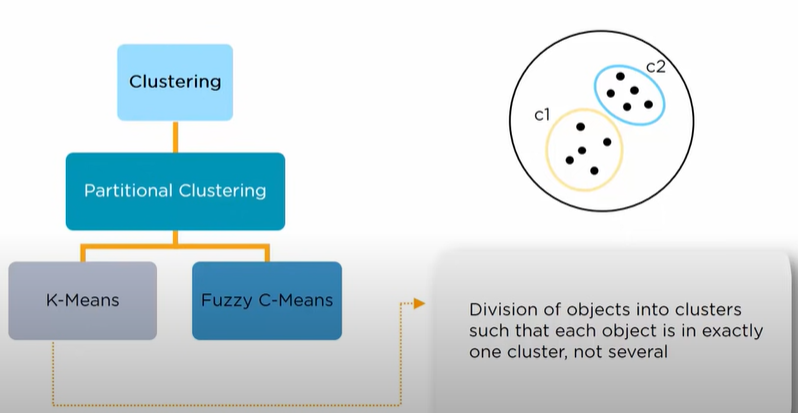 Clustering
c2
c1
Partitional Clustering
K-Means
Fuzzy C-Means
Division of objects into clusters
such that each object is in exactly
one cluster, not several